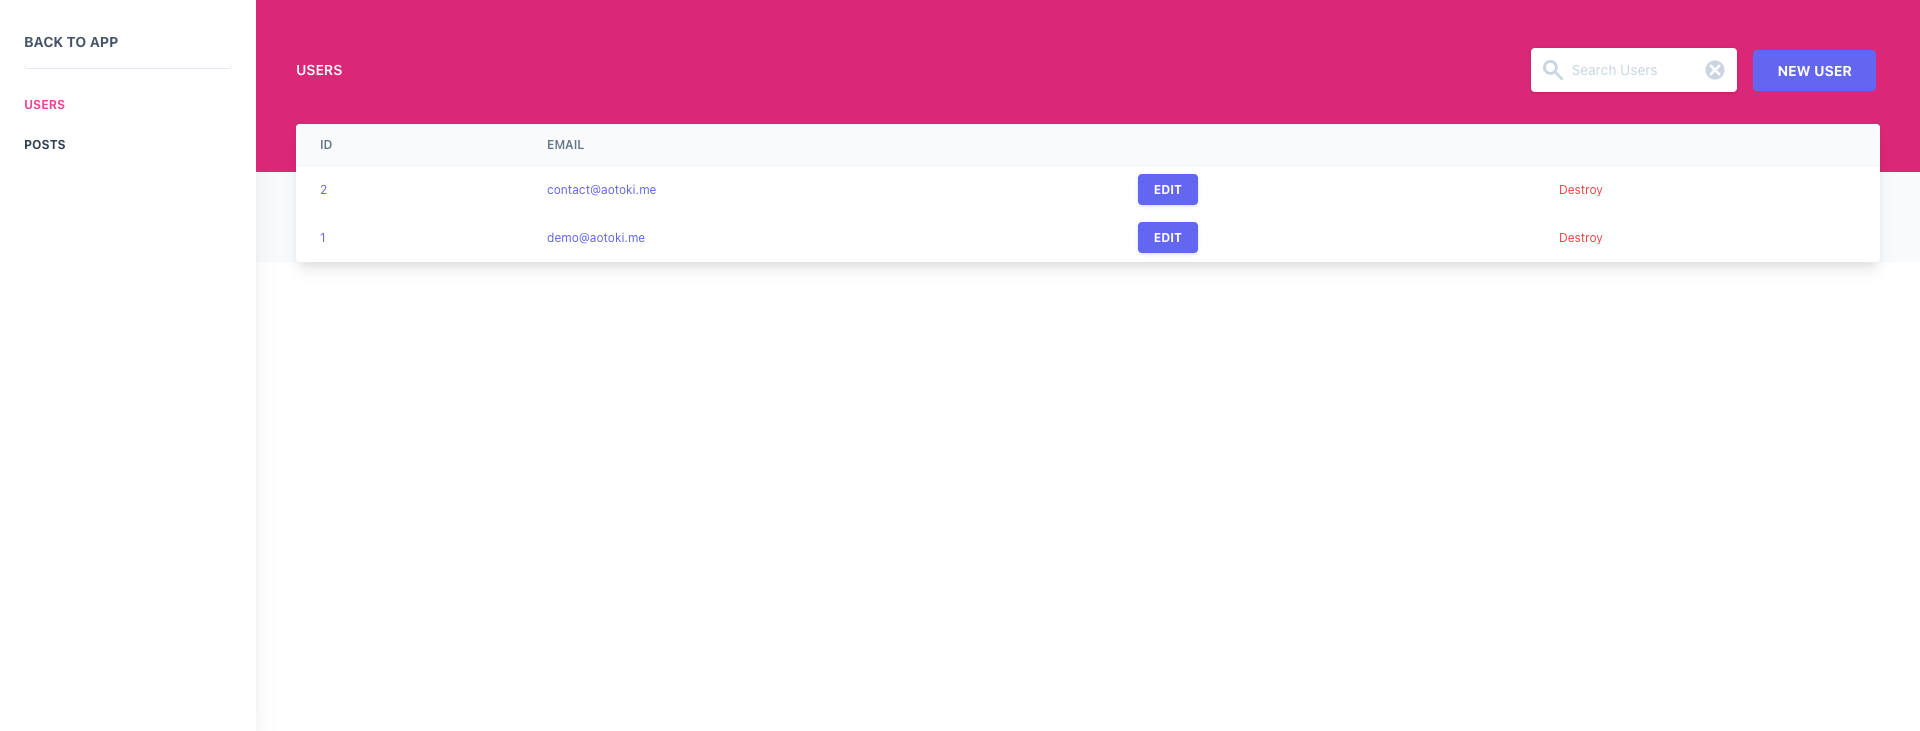 BACK TO APP
USERS
POSTS
USERS
Search Users
NEW USER
ID EMAIL
2 contact@aotoki.me EDIT Destroy
1 demo@aotoki.me EDIT Destroy